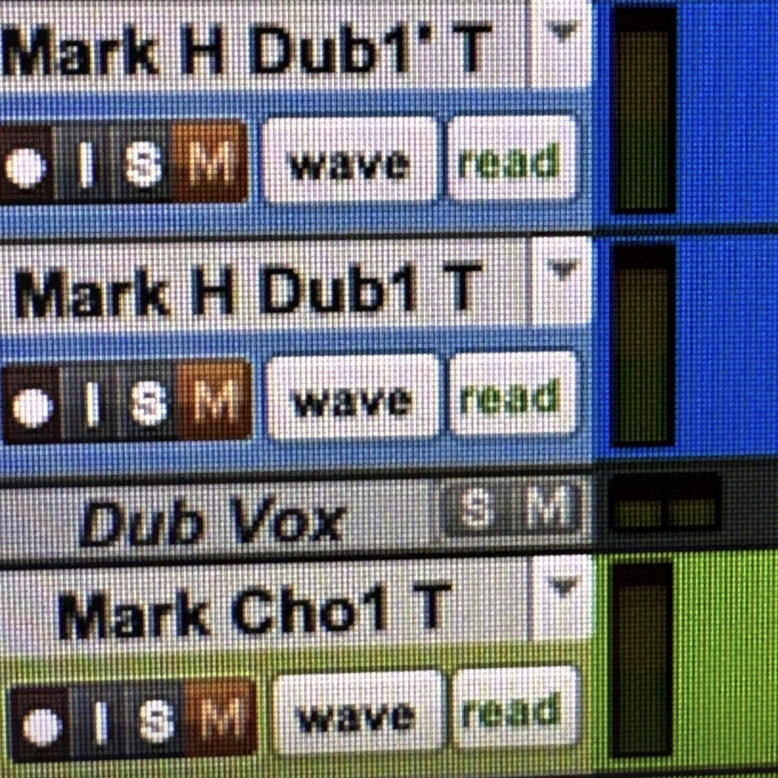 Mark H Dub1' T
I S M wave read
Mark H Dub1 T
I S M wave read
Dub Vox S M
Mark Cho1 T
I S M wave read